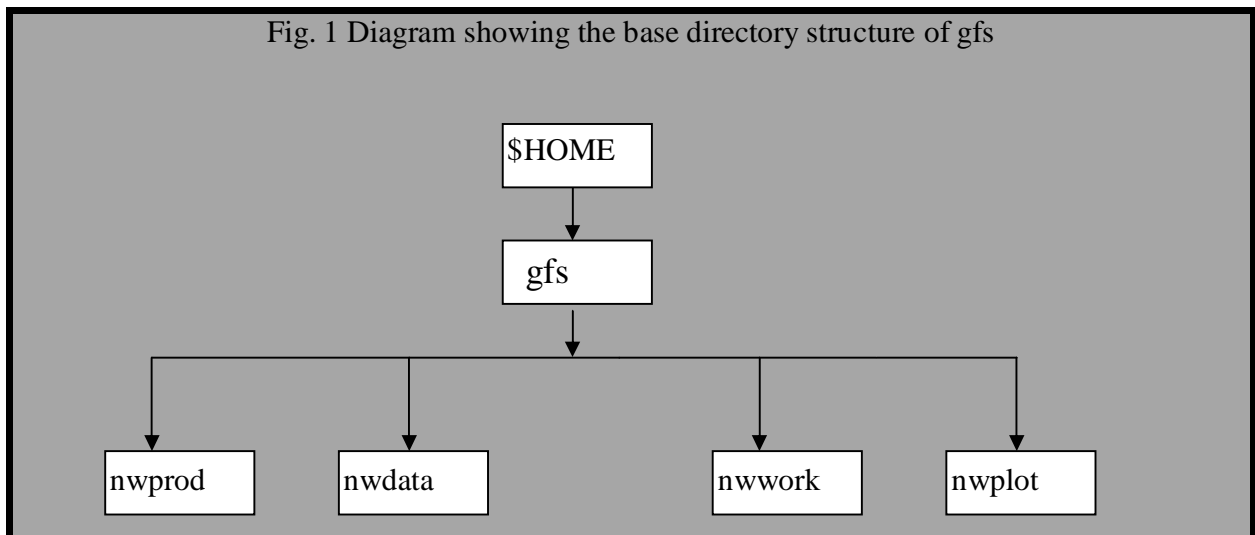 Fig. 1 Diagram showing the base directory structure of gfs
$HOME
gfs
nwprod
nwdata
nwwork
nwplot